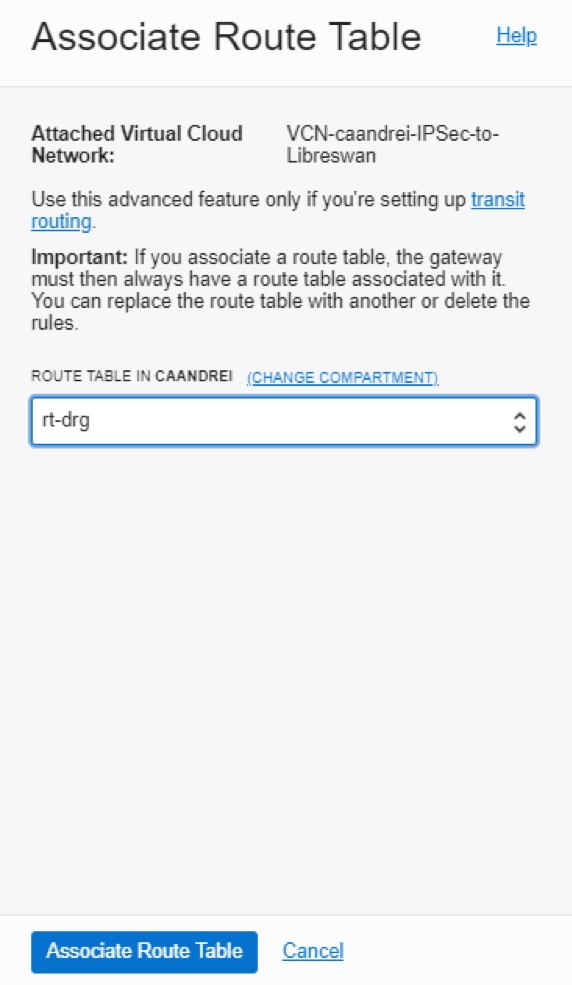 Associate Route Table
Help
Attached Virtual Cloud
Network:
VCN-caandrei-IPSec-to-
Libreswan
Use this advanced feature only if you're setting up transit
routing.
Important: If you associate a route table, the gateway
must then always have a route table associated with it.
You can replace the route table with another or delete the
rules.
ROUTE TABLE IN CAANDREI (CHANGE COMPARTMENT)
rt-drg
Associate Route Table
Cancel